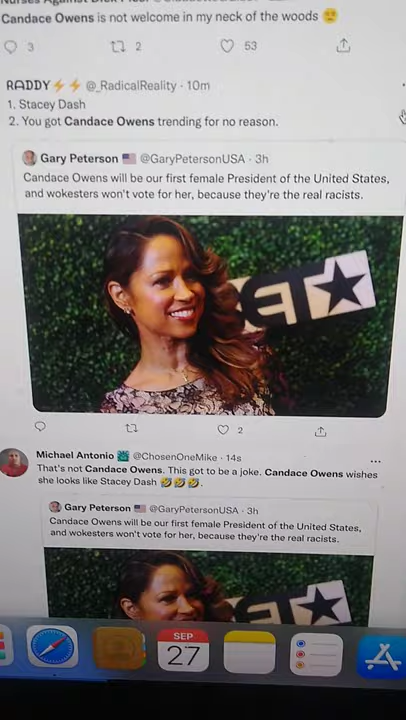 Candace Owens is not welcome in my neck of the woods
3 2 53
RADDY⚡⚡ @_RadicalReality · 10m
1. Stacey Dash
2. You got Candace Owens trending for no reason.
Gary Peterson 🇺🇸 @GaryPetersonUSA · 3h
Candace Owens will be our first female President of the United States,
and wokesters won't vote for her, because they're the real racists.
ET★
2
Michael Antonio @ChosenOneMike · 14s
That's not Candace Owens. This got to be a joke. Candace Owens wishes
she looks like Stacey Dash 🤣🤣🤣.
Gary Peterson 🇺🇸 @GaryPetersonUSA · 3h
Candace Owens will be our first female President of the United States,
and wokesters won't vote for her, because they're the real racists.
ET★
SEP
27